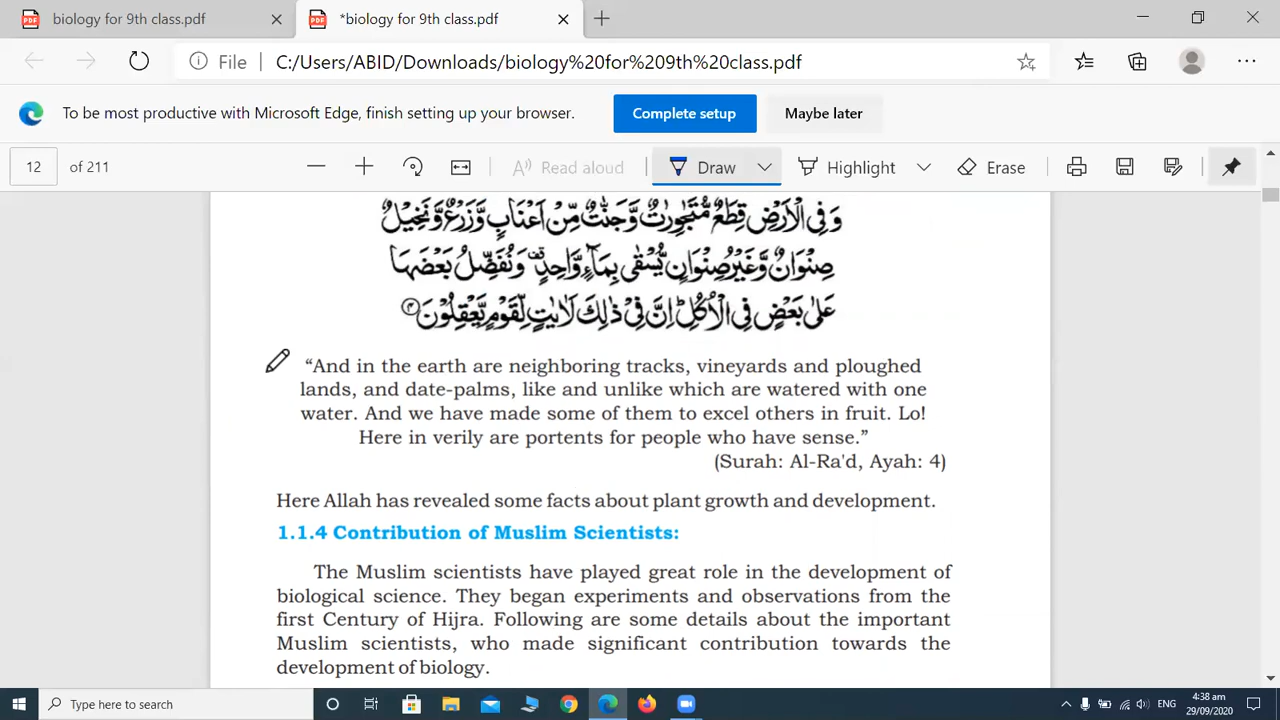 biology for 9th class.pdf
*biology for 9th class.pdf
File
C:/Users/ABID/Downloads/biology%20for%209th%20class.pdf
To be most productive with Microsoft Edge, finish setting up your browser.
Complete setup
Maybe later
12 of 211
Read aloud
Draw
Highlight
Erase
وَفِى الْاَرْضِ قِطَعٌ مُّتَجٰوِرٰتٌ وَّجَنّٰتٌ مِّنْ اَعْنَابٍ وَّزَرْعٌ وَّنَخِيْلٌ
صِنْوَانٌ وَّغَيْرُ صِنْوَانٍ يُّسْقٰى بِمَآءٍ وَّاحِدٍ ۟ وَنُفَضِّلُ بَعْضَهَا
عَلٰى بَعْضٍ فِى الْاُكُلِ ؕ اِنَّ فِىْ ذٰلِكَ لَاٰيٰتٍ لِّقَوْمٍ يَّعْقِلُوْنَ ۴
“And in the earth are neighboring tracks, vineyards and ploughed
lands, and date-palms, like and unlike which are watered with one
water. And we have made some of them to excel others in fruit. Lo!
Here in verily are portents for people who have sense.”
(Surah: Al-Ra'd, Ayah: 4)
Here Allah has revealed some facts about plant growth and development.
1.1.4 Contribution of Muslim Scientists:
The Muslim scientists have played great role in the development of
biological science. They began experiments and observations from the
first Century of Hijra. Following are some details about the important
Muslim scientists, who made significant contribution towards the
development of biology.
Type here to search
ENG
4:38 am
29/09/2020